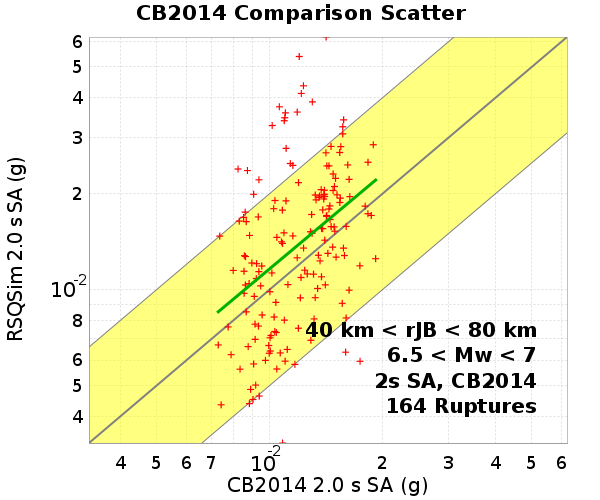 CB2014 Comparison Scatter
6
5
4
3
2
10-2
8
6
5
4
RSQSim 2.0 s SA (g)
40 km < rJB < 80 km
6.5 < Mw < 7
2s SA, CB2014
164 Ruptures
4 5 6 7 10-2 2 3 4 5 6
CB2014 2.0 s SA (g)